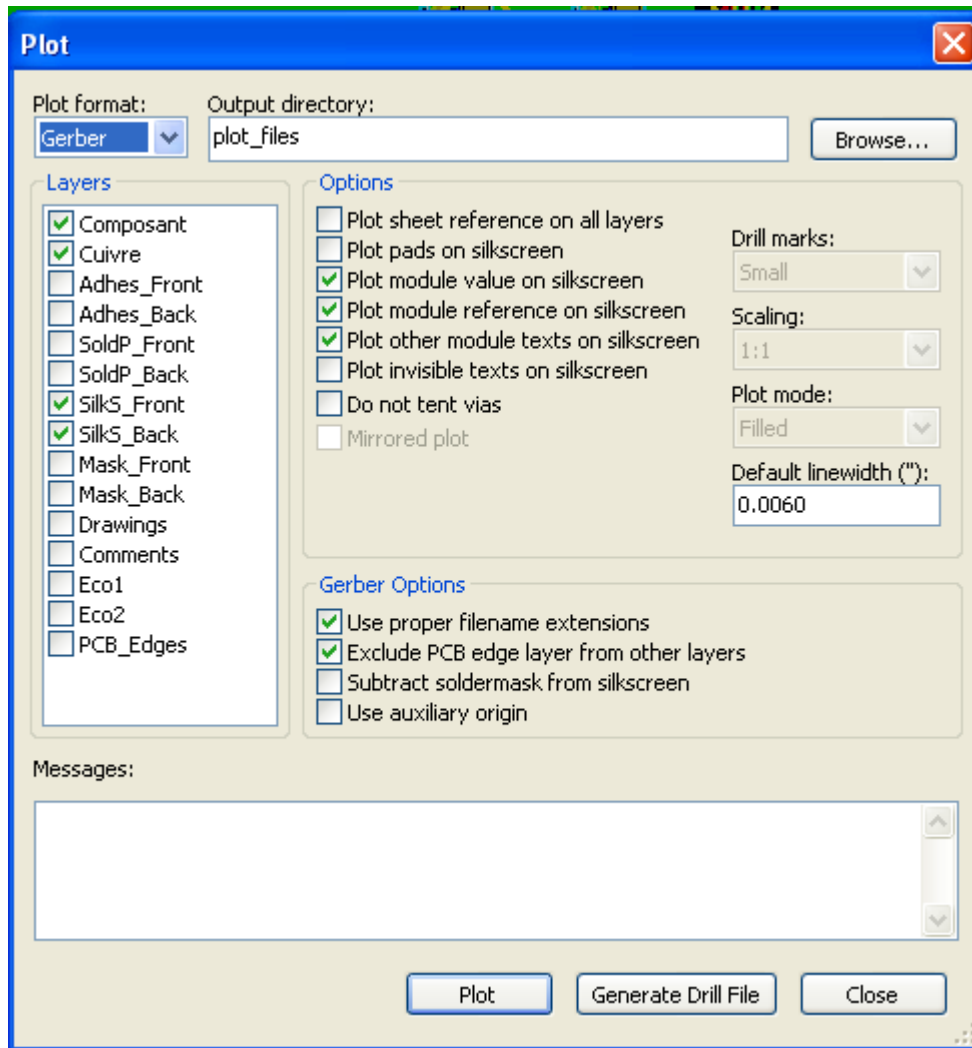 Plot
Plot format:
Output directory:
Gerber
plot_files
Browse...
Layers
Composant
Cuivre
Adhes_Front
Adhes_Back
SoldP_Front
SoldP_Back
SilkS_Front
SilkS_Back
Mask_Front
Mask_Back
Drawings
Comments
Eco1
Eco2
PCB_Edges
Options
Plot sheet reference on all layers
Plot pads on silkscreen
Plot module value on silkscreen
Plot module reference on silkscreen
Plot other module texts on silkscreen
Plot invisible texts on silkscreen
Do not tent vias
Mirrored plot
Drill marks:
Small
Scaling:
1:1
Plot mode:
Filled
Default linewidth ("):
0.0060
Gerber Options
Use proper filename extensions
Exclude PCB edge layer from other layers
Subtract soldermask from silkscreen
Use auxiliary origin
Messages:
Plot
Generate Drill File
Close